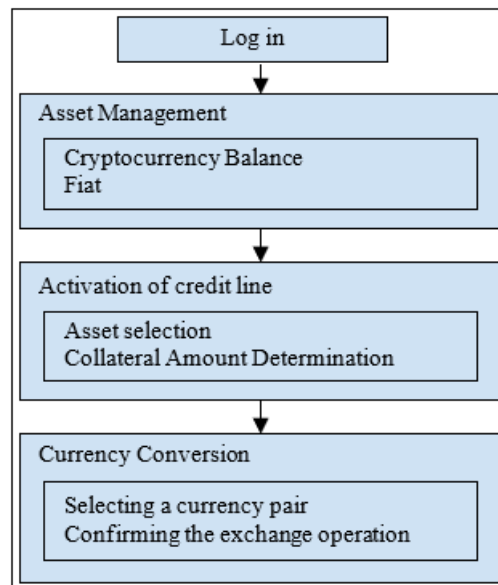 Log in
Asset Management
Cryptocurrency Balance
Fiat
Activation of credit line
Asset selection
Collateral Amount Determination
Currency Conversion
Selecting a currency pair
Confirming the exchange operation